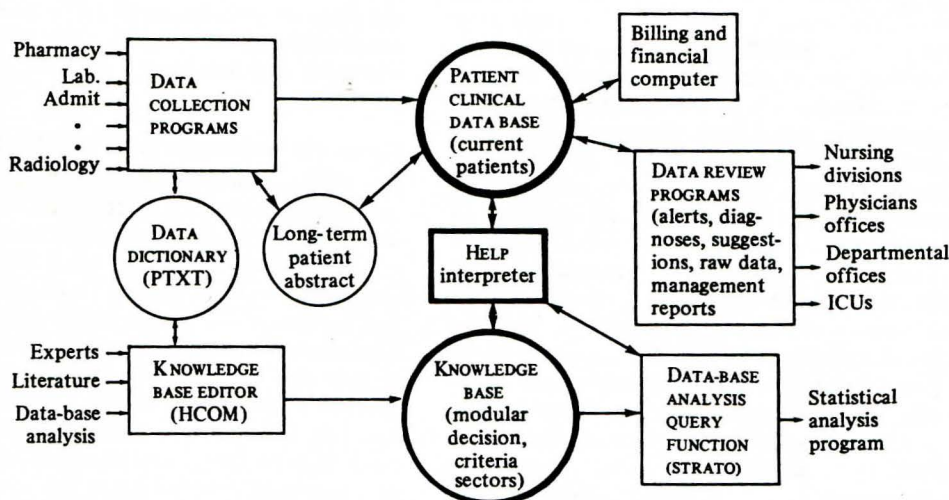 Pharmacy
Lab.
Admit
•
•
Radiology
DATA
COLLECTION
PROGRAMS
PATIENT
CLINICAL
DATA BASE
(current
patients)
Billing and
financial
computer
DATA
DICTIONARY
(PTXT)
Long-term
patient
abstract
HELP
interpreter
DATA REVIEW
PROGRAMS
(alerts, diag-
noses, suggest-
ions, raw data,
management
reports
Nursing
divisions
Physicians
offices
Departmental
offices
ICUs
Experts
Literature
Data-base
analysis
KNOWLEDGE
BASE EDITOR
(HCOM)
KNOWLEDGE
BASE
(modular
decision,
criteria
sectors)
DATA-BASE
ANALYSIS
QUERY
FUNCTION
(STRATO)
Statistical
analysis
program